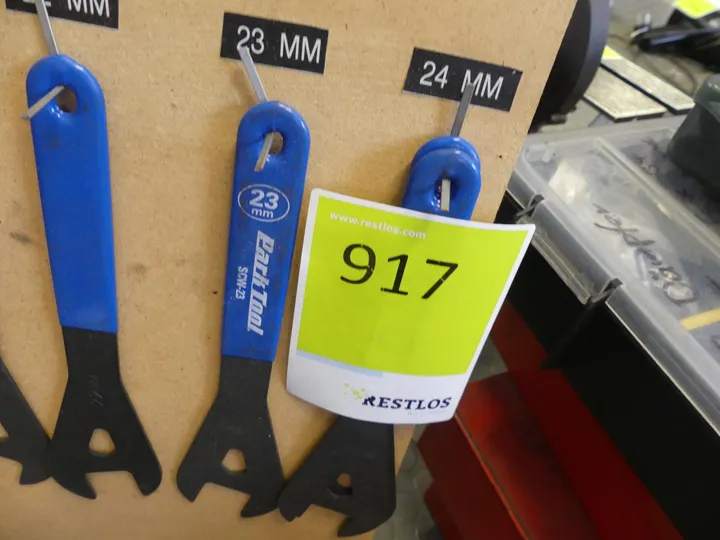 MM
23 MM
24 MM
23
mm
Park Tool
SCW-23
www.restlos.com
917
RESTLOS